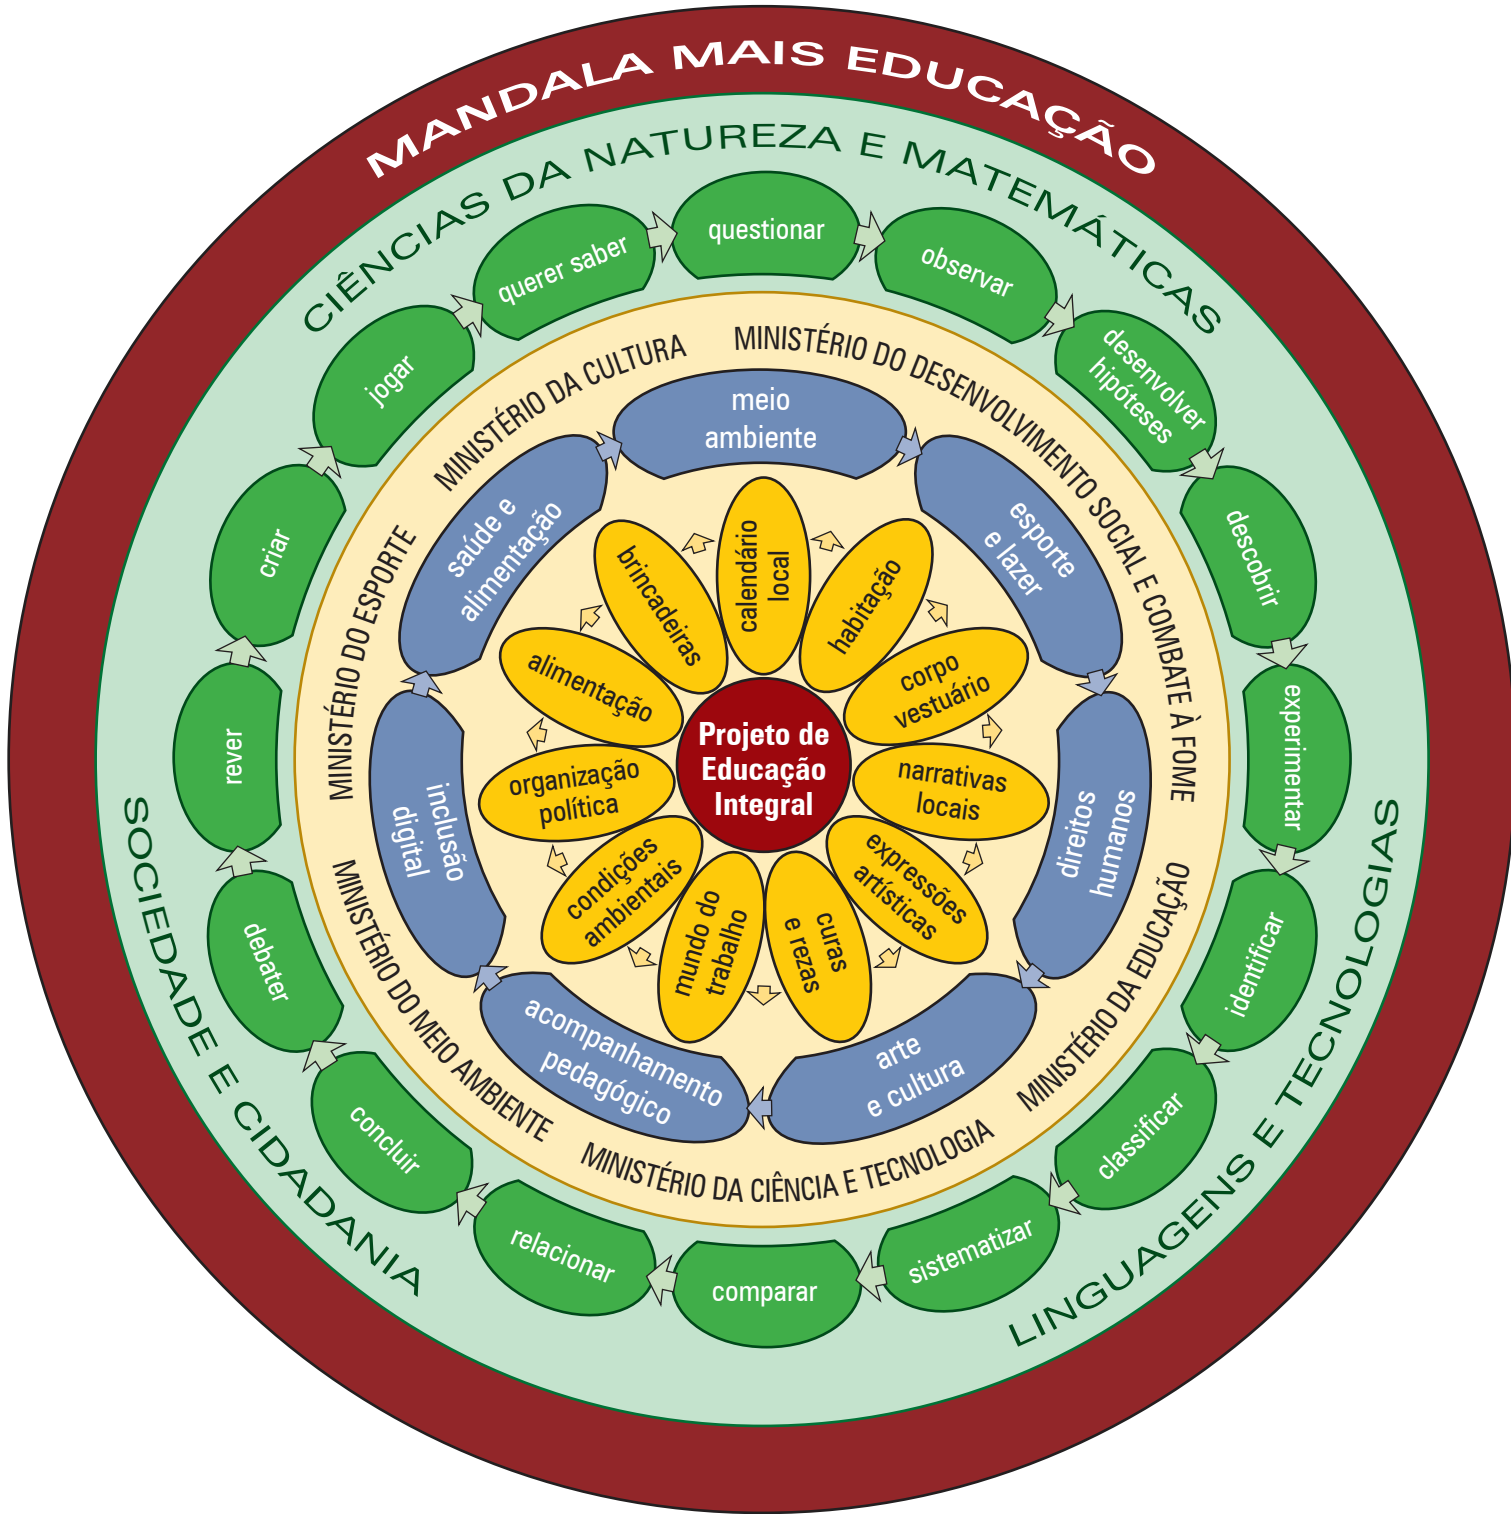 MANDALA MAIS EDUCAÇÃO
CIÊNCIAS DA NATUREZA E MATEMÁTICAS
LINGUAGENS E TECNOLOGIAS
SOCIEDADE E CIDADANIA
questionar
observar
desenvolver
hipóteses
descobrir
experimentar
identificar
classificar
sistematizar
comparar
relacionar
concluir
debater
rever
criar
jogar
querer saber
MINISTÉRIO DO DESENVOLVIMENTO SOCIAL E COMBATE À FOME
MINISTÉRIO DA EDUCAÇÃO
MINISTÉRIO DA CIÊNCIA E TECNOLOGIA
MINISTÉRIO DO MEIO AMBIENTE
MINISTÉRIO DO ESPORTE
MINISTÉRIO DA CULTURA
meio
ambiente
esporte
e lazer
direitos
humanos
arte
e cultura
acompanhamento
pedagógico
inclusão
digital
saúde e
alimentação
calendário
local
habitação
corpo
vestuário
narrativas
locais
expressões
artísticas
curas
e rezas
mundo do
trabalho
condições
ambientais
organização
política
alimentação
brincadeiras
Projeto de
Educação
Integral